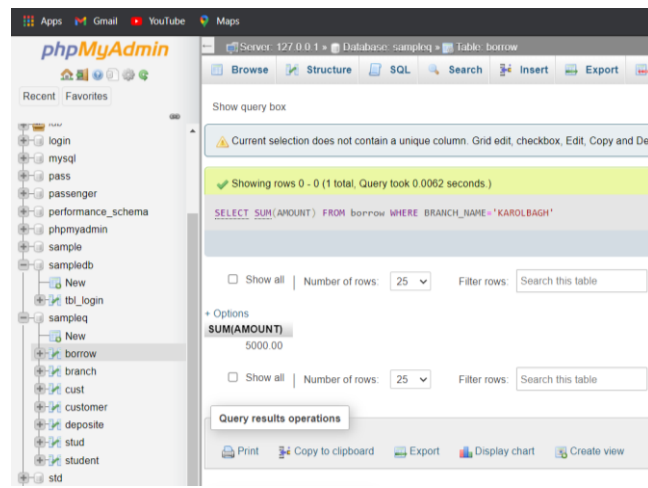 Apps Gmail YouTube Maps
phpMyAdmin
Recent Favorites
login
mysql
pass
passenger
performance_schema
phpmyadmin
sample
sampledb
New
tbl_login
sampleq
New
borrow
branch
cust
customer
deposite
stud
student
std
Server: 127.0.0.1 » Database: sampleq » Table: borrow
Browse Structure SQL Search Insert Export
Show query box
Current selection does not contain a unique column. Grid edit, checkbox, Edit, Copy and De
Showing rows 0 - 0 (1 total, Query took 0.0062 seconds.)
SELECT SUM(AMOUNT) FROM borrow WHERE BRANCH_NAME='KAROLBAGH'
Show all | Number of rows: 25 Filter rows: Search this table
+ Options
SUM(AMOUNT)
5000.00
Show all | Number of rows: 25 Filter rows: Search this table
Query results operations
Print Copy to clipboard Export Display chart Create view